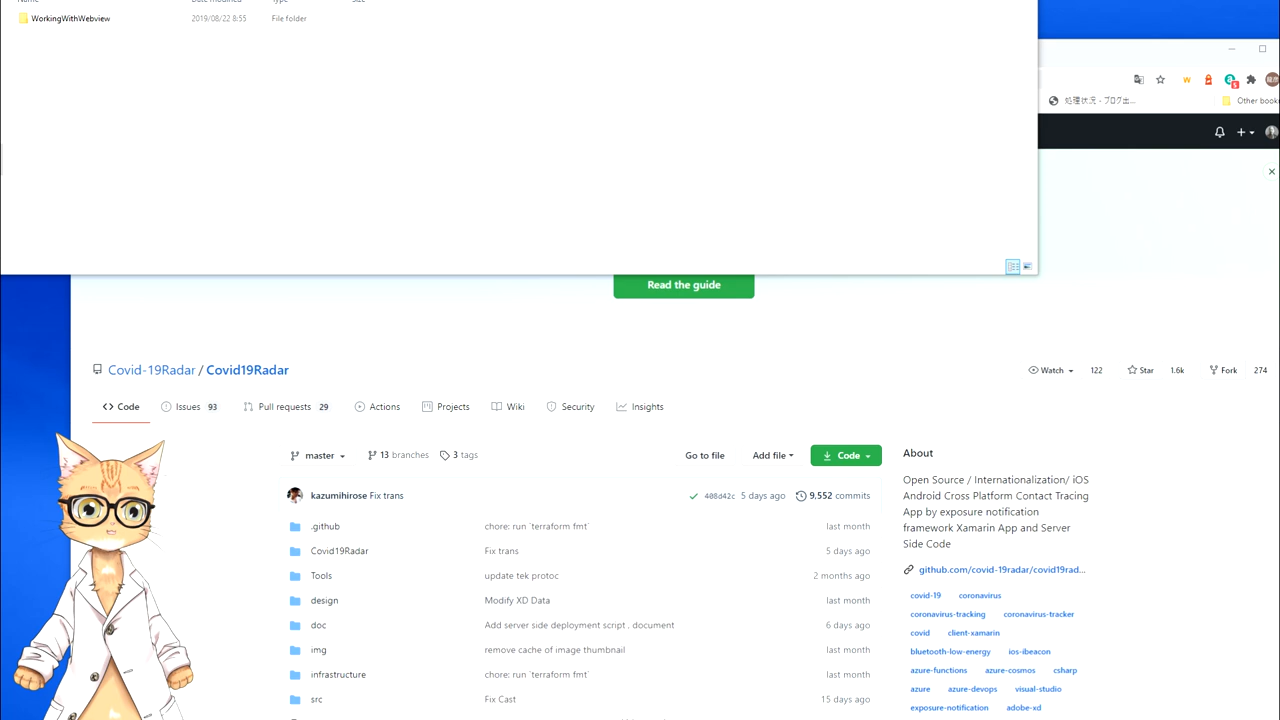 Name Date modified Type Size
WorkingWithWebview 2019/08/22 8:55 File folder
処理状況 - ブログ出...
Other book
Read the guide
Covid-19Radar / Covid19Radar
Watch 122 Star 1.6k Fork 274
Code Issues 93 Pull requests 29 Actions Projects Wiki Security Insights
master 13 branches 3 tags Go to file Add file Code
kazumihirose Fix trans 408d42c 5 days ago 9,552 commits
.github chore: run `terraform fmt` last month
Covid19Radar Fix trans 5 days ago
Tools update tek protoc 2 months ago
design Modify XD Data last month
doc Add server side deployment script , document 6 days ago
img remove cache of image thumbnail last month
infrastructure chore: run `terraform fmt` last month
src Fix Cast 15 days ago
About
Open Source / Internationalization/ iOS
Android Cross Platform Contact Tracing
App by exposure notification
framework Xamarin App and Server
Side Code
github.com/covid-19radar/covid19rad...
covid-19 coronavirus
coronavirus-tracking coronavirus-tracker
covid client-xamarin
bluetooth-low-energy ios-ibeacon
azure-functions azure-cosmos csharp
azure azure-devops visual-studio
exposure-notification adobe-xd